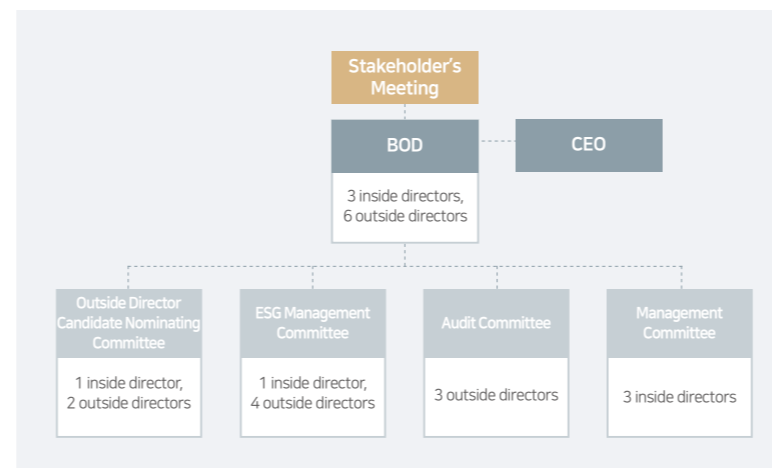 Stakeholder's
Meeting
BOD
CEO
3 inside directors,
6 outside directors
Outside Director
Candidate Nominating
Committee
1 inside director,
2 outside directors
ESG Management
Committee
1 inside director,
4 outside directors
Audit Committee
3 outside directors
Management
Committee
3 inside directors